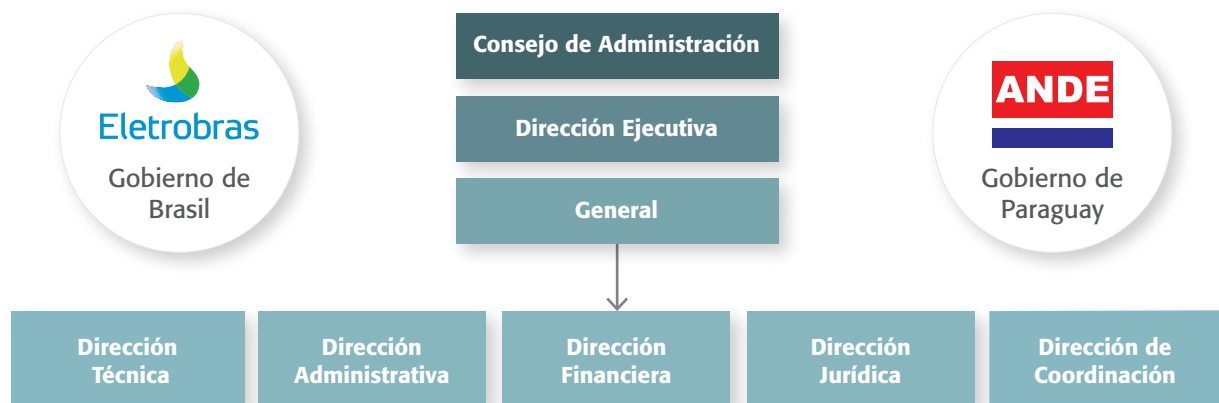 Eletrobras
Gobierno de
Brasil
Consejo de Administración
Dirección Ejecutiva
General
ANDE
Gobierno de
Paraguay
Dirección
Técnica
Dirección
Administrativa
Dirección
Financiera
Dirección
Jurídica
Dirección de
Coordinación